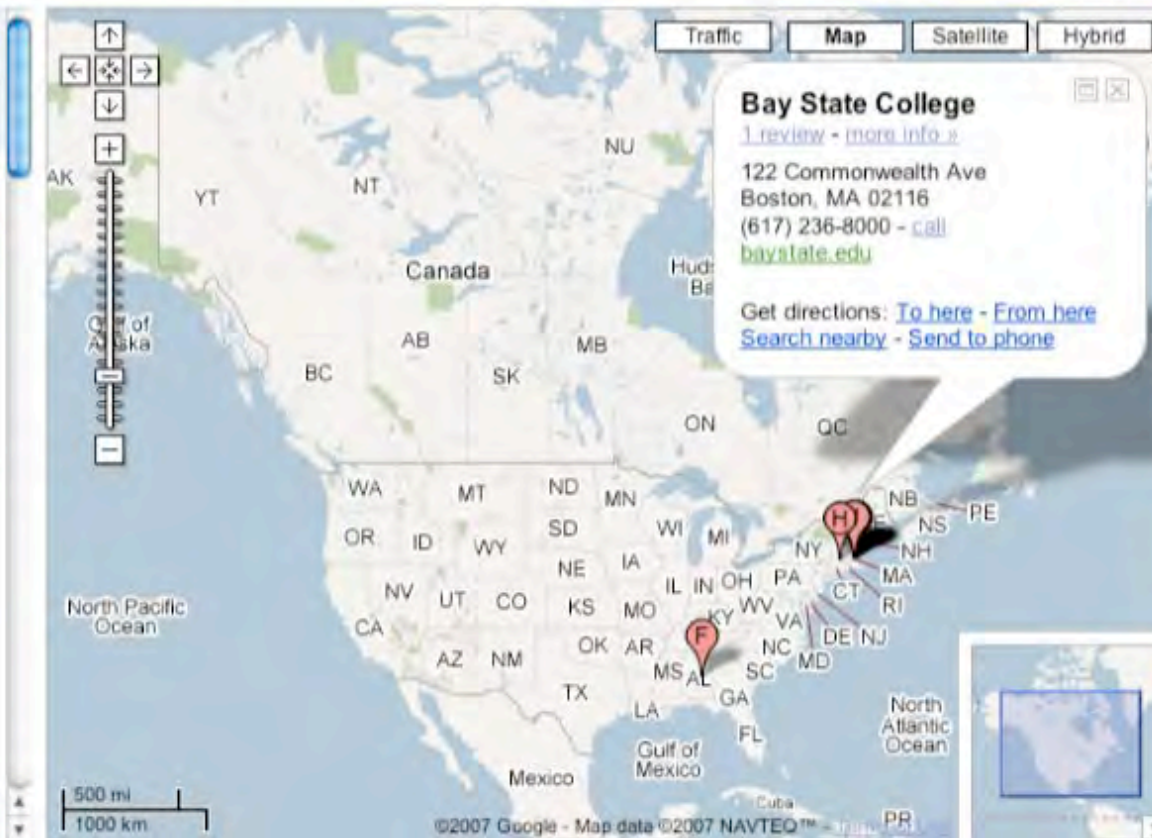 Traffic
Map
Satellite
Hybrid
Bay State College
1 review - more info »
122 Commonwealth Ave
Boston, MA 02116
(617) 236-8000 - call
baystate.edu
Get directions: To here - From here
Search nearby - Send to phone
AK
YT
NT
NU
Canada
Gulf of
Alaska
BC
AB
SK
MB
ON
QC
NB
NS
PE
WA
MT
ND
MN
OR
ID
WY
SD
WI
MI
H
NY
NH
MA
CT
RI
NV
UT
CO
NE
IA
IL
IN
OH
PA
KS
MO
KY
WV
VA
DE
NJ
MD
North Pacific
Ocean
CA
AZ
NM
OK
AR
F
NC
SC
MS
AL
GA
TX
LA
FL
North
Atlantic
Ocean
Gulf of
Mexico
Mexico
Cuba
PR
500 mi
1000 km
©2007 Google - Map data ©2007 NAVTEQ™ -